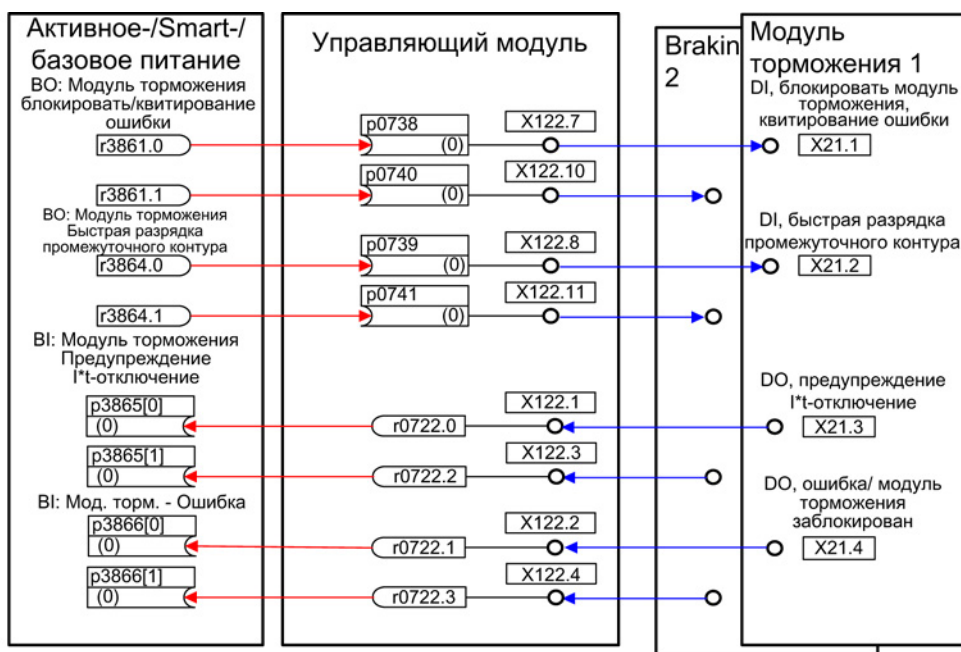 Активное-/Smart-/
базовое питание
BO: Модуль торможения
блокировать/квитирование
ошибки
r3861.0
r3861.1
BO: Модуль торможения
Быстрая разрядка
промежуточного контура
r3864.0
r3864.1
BI: Модуль торможения
Предупреждение
I*t-отключение
p3865[0]
(0)
p3865[1]
(0)
BI: Мод. торм. - Ошибка
p3866[0]
(0)
p3866[1]
(0)
Управляющий модуль
p0738
(0)
X122.7
p0740
(0)
X122.10
p0739
(0)
X122.8
p0741
(0)
X122.11
X122.1
r0722.0
X122.3
r0722.2
X122.2
r0722.1
X122.4
r0722.3
Brakin
2
Модуль
торможения 1
DI, блокировать модуль
торможения,
квитирование ошибки
X21.1
DI, быстрая разрядка
промежуточного контура
X21.2
DO, предупреждение
I*t-отключение
X21.3
DO, ошибка/ модуль
торможения
заблокирован
X21.4